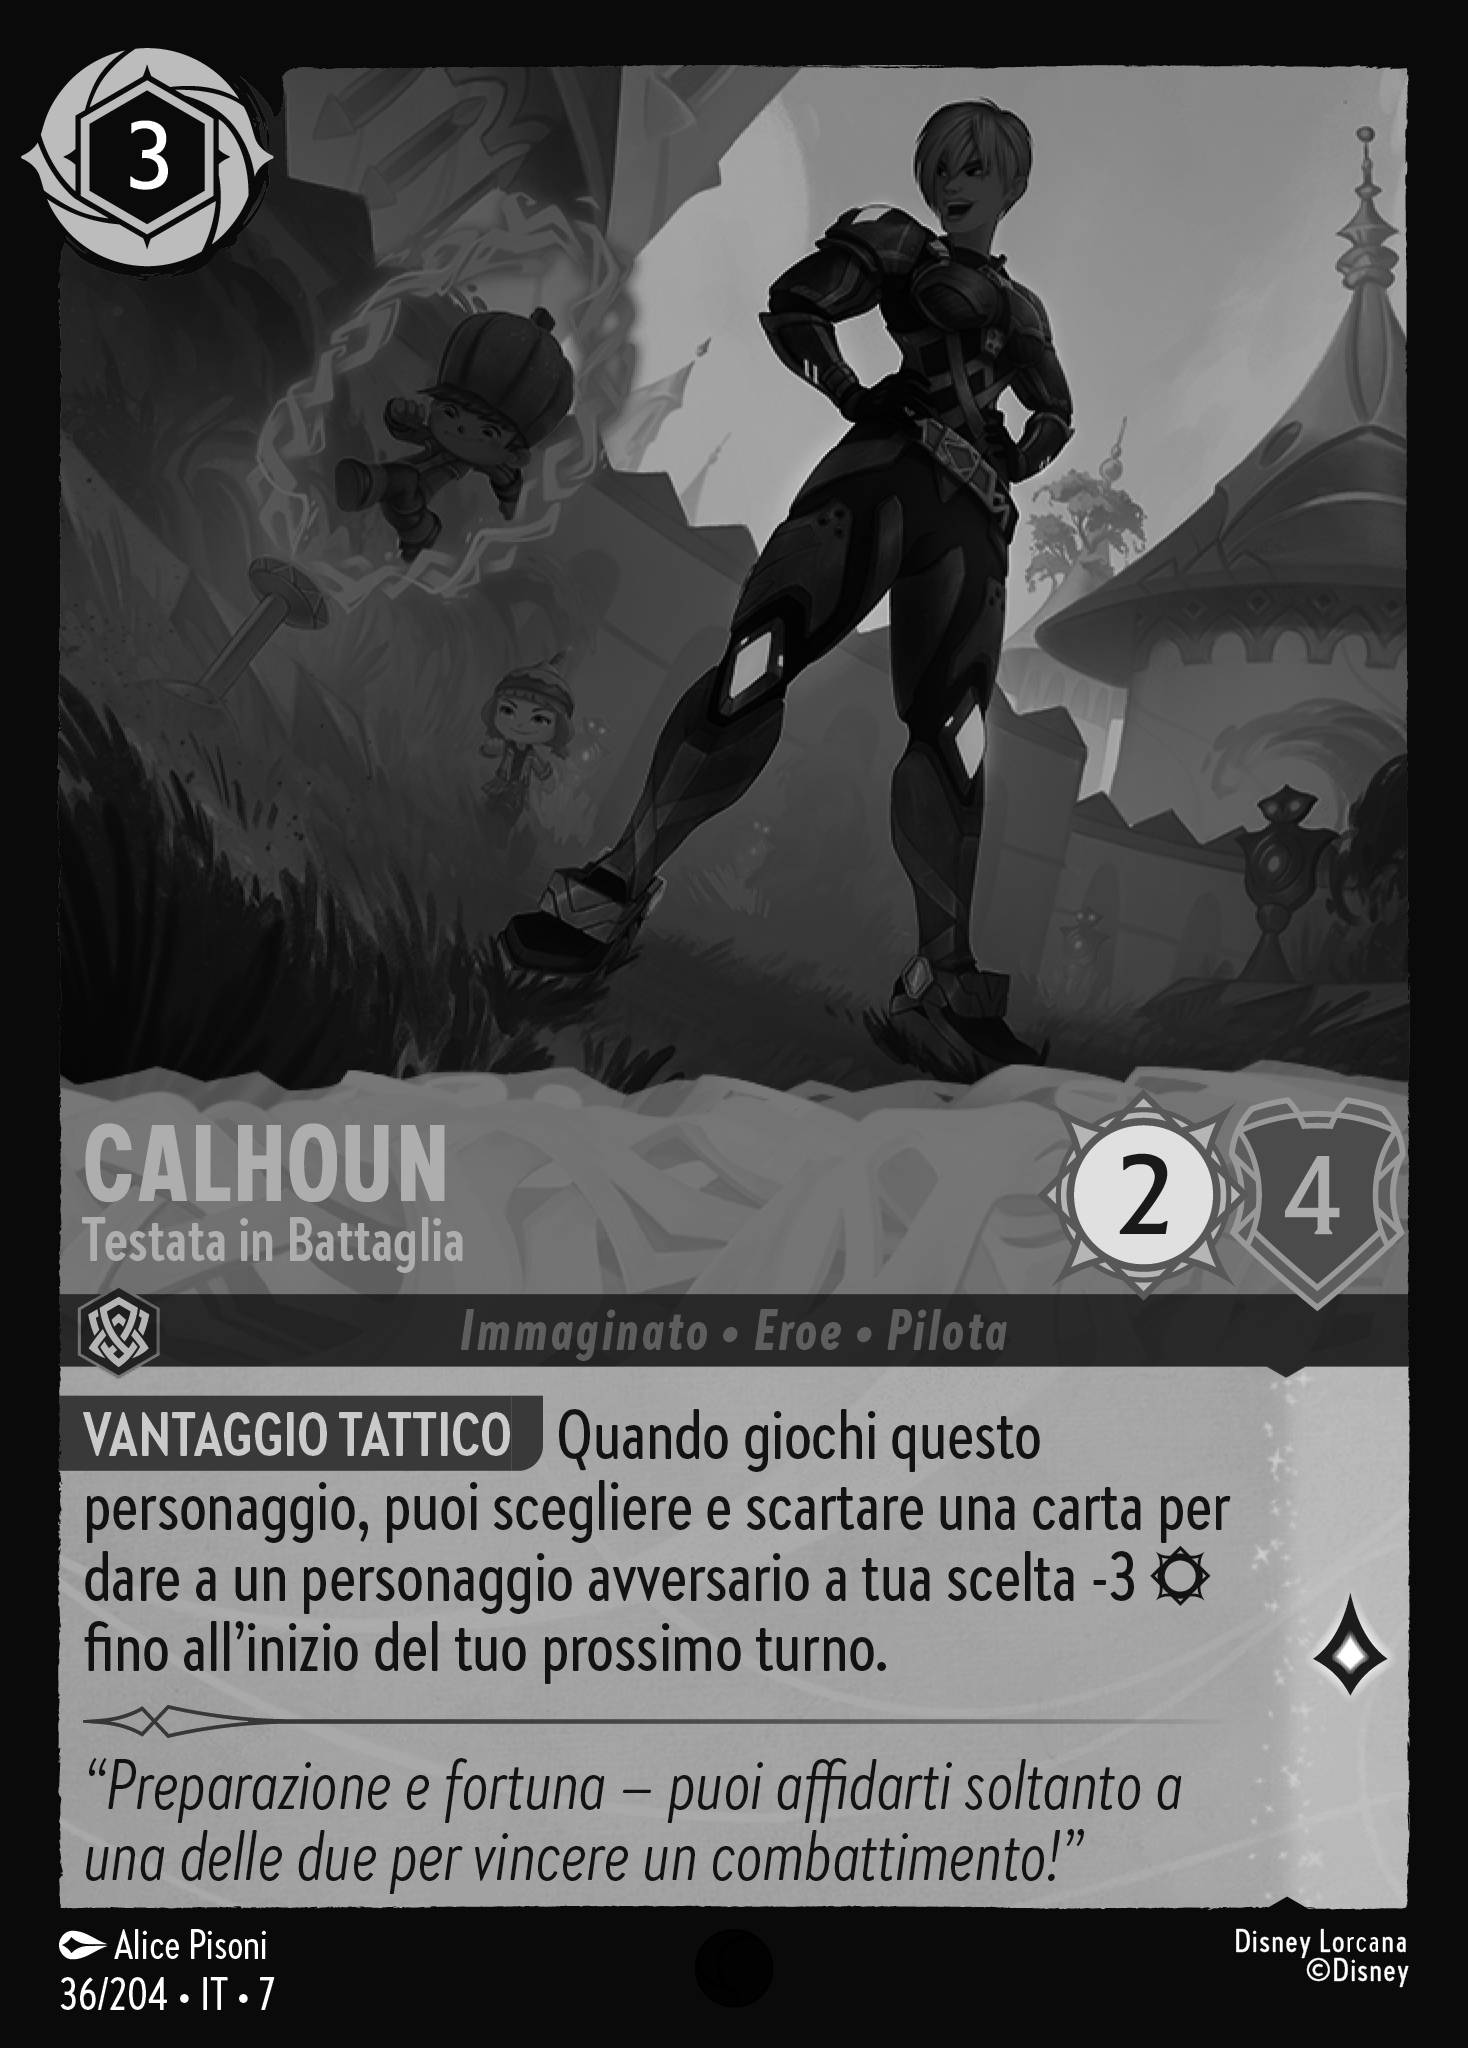 3
CALHOUN
Testata in Battaglia
2
4
Immaginato • Eroe • Pilota
VANTAGGIO TATTICO Quando giochi questo
personaggio, puoi scegliere e scartare una carta per
dare a un personaggio avversario a tua scelta -3
fino all’inizio del tuo prossimo turno.
“Preparazione e fortuna – puoi affidarti soltanto a
una delle due per vincere un combattimento!”
Alice Pisoni
36/204 • IT • 7
Disney Lorcana
©Disney